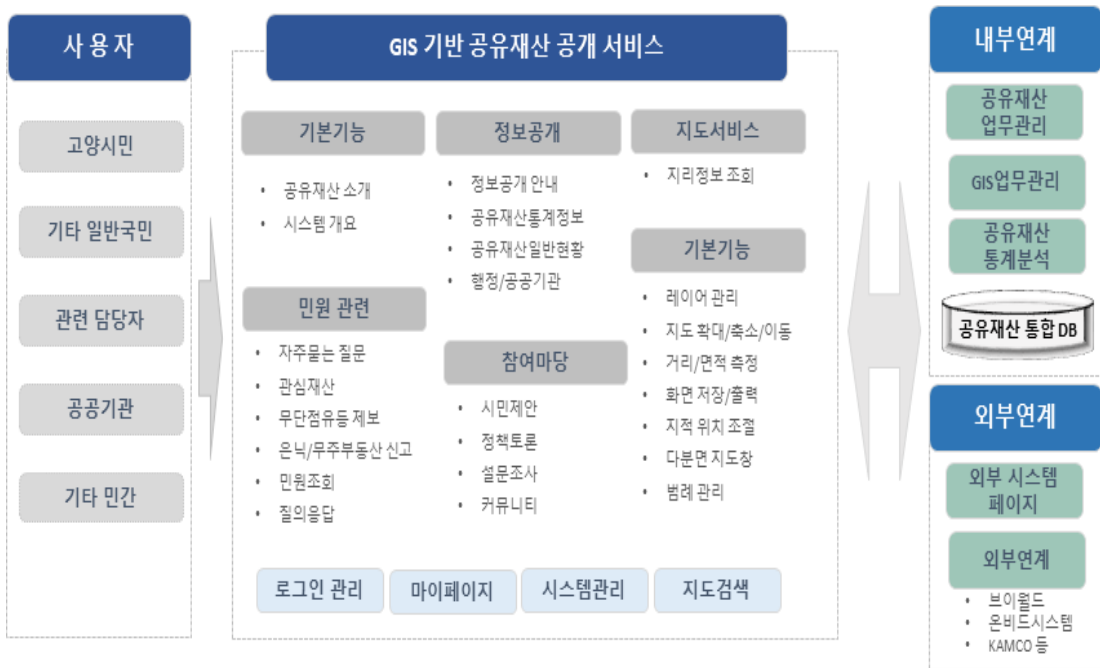 사 용 자
고양시민
기타 일반국민
관련 담당자
공공기관
기타 민간
GIS 기반 공유재산 공개 서비스
기본기능
• 공유재산 소개
• 시스템 개요
민원 관련
• 자주묻는 질문
• 관심재산
• 무단점유등 제보
• 은닉/무주부동산 신고
• 민원조회
• 질의응답
정보공개
• 정보공개 안내
• 공유재산통계정보
• 공유재산일반현황
• 행정/공공기관
참여마당
• 시민제안
• 정책토론
• 설문조사
• 커뮤니티
지도서비스
• 지리정보 조회
기본기능
• 레이어 관리
• 지도 확대/축소/이동
• 거리/면적 측정
• 화면 저장/출력
• 지적 위치 조절
• 다분면 지도창
• 범례 관리
로그인 관리
마이페이지
시스템관리
지도검색
내부연계
공유재산
업무관리
GIS업무관리
공유재산
통계분석
공유재산 통합 DB
외부연계
외부 시스템
페이지
외부연계
• 브이월드
• 온비드시스템
• KAMCO 등